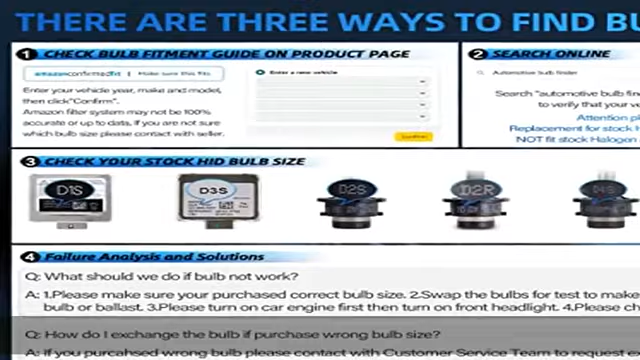 THERE ARE THREE WAYS TO FIND BU
1 CHECK BULB FITMENT GUIDE ON PRODUCT PAGE
amazonconfirmedfit | Make sure this fits
Enter your vehicle year, make and model,
then click"Confirm".
Amazon filter system may not be 100%
accurate or up to data. If you are not sure
which bulb size please contact with seller.
Enter a new vehicle
Confirm
2 SEARCH ONLINE
Automotive bulb finder
Search "automotive bulb fin
to verify that your ve
Attention pl
Replacement for stock H
NOT fit stock Halogen
3 CHECK YOUR STOCK HID BULB SIZE
D1S
D3S
D2S
D2R
4 Failure Analysis and Solutions
Q: What should we do if bulb not work?
A: 1.Please make sure your purchased correct bulb size. 2.Swap the bulbs for test to make
bulb or ballast. 3.Please turn on car engine first then turn on front headlight. 4.Please ch
Q: How do I exchange the bulb if purchase wrong bulb size?
A: If you purcahsed wrong bulb please contact with Customer Service Team to request